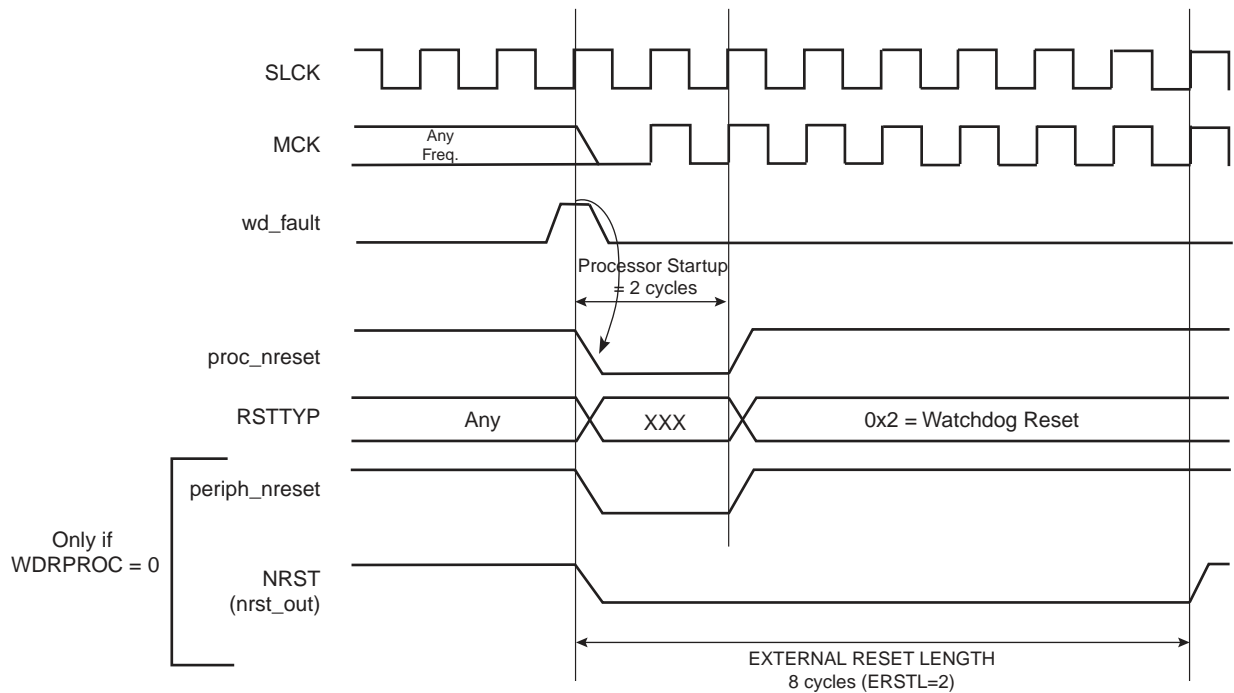 SLCK
MCK
Any
Freq.
wd_fault
Processor Startup
= 2 cycles
proc_nreset
RSTTYP
Any
XXX
0x2 = Watchdog Reset
periph_nreset
Only if
WDRPROC = 0
NRST
(nrst_out)
EXTERNAL RESET LENGTH
8 cycles (ERSTL=2)